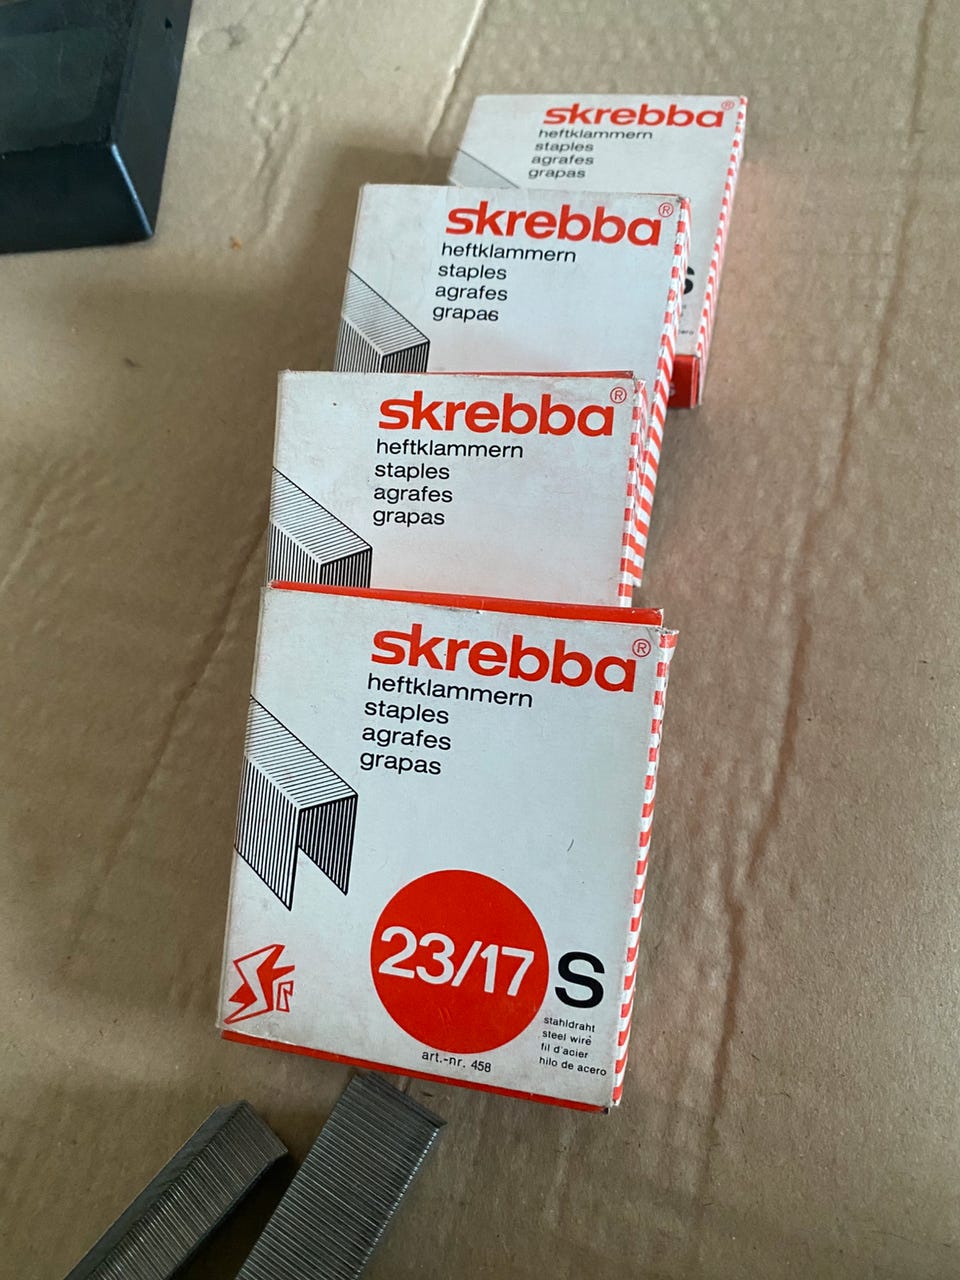 skrebba®
heftklammern
staples
agrafes
grapas
s
skrebba®
heftklammern
staples
agrafes
grapas
skrebba®
heftklammern
staples
agrafes
grapas
skrebba®
heftklammern
staples
agrafes
grapas
23/17 S
stahldraht
steel wire
fil d'acier
hilo de acero
art.-nr. 458